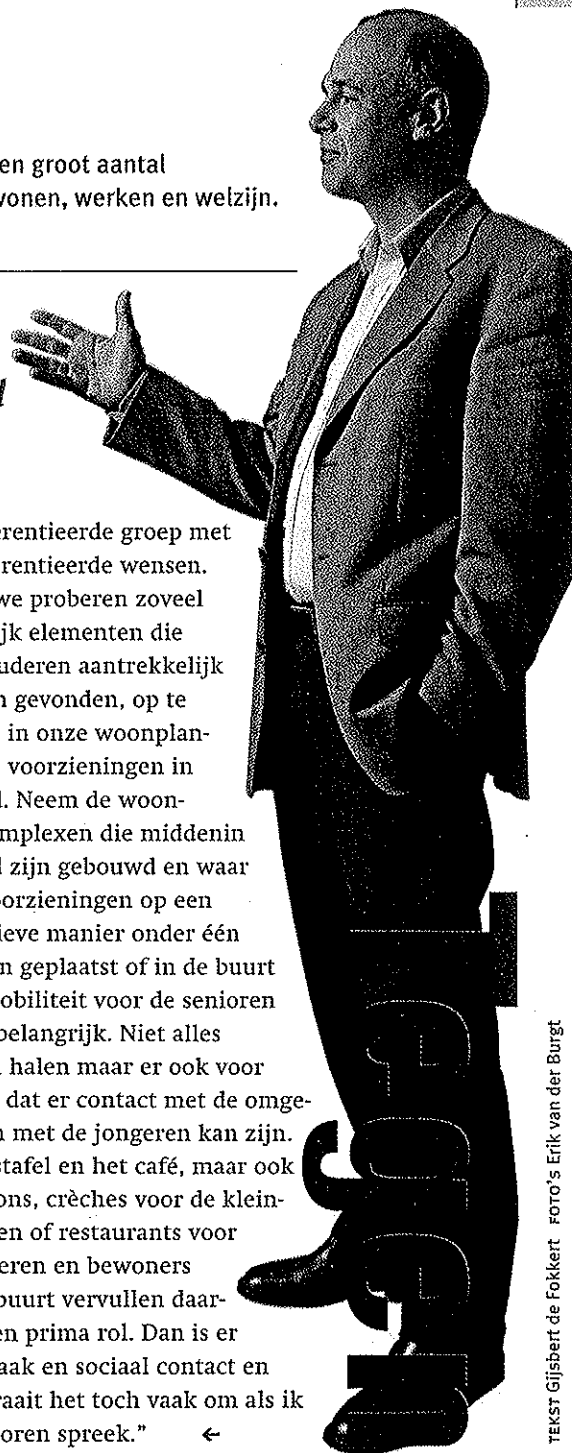 en groot aantal
wonen, werken en welzijn.
erentieerde groep met
erentieerde wensen.
we proberen zoveel
ijk elementen die
uderen aantrekkelijk
n gevonden, op te
in onze woonplan-
voorzieningen in
d. Neem de woon-
mplexen die middenin
d zijn gebouwd en waar
orzieningen op een
ieve manier onder één
n geplaatst of in de buurt
obiliteit voor de senioren
belangrijk. Niet alles
n halen maar er ook voor
dat er contact met de omge-
n met de jongeren kan zijn.
stafel en het café, maar ook
ons, crèches voor de klein-
en of restaurants voor
eren en bewoners
buurt vervullen daar-
en prima rol. Dan is er
aak en sociaal contact en
raait het toch vaak om als ik
oren spreek.” ←
TEKST Gijsbert de Fokkert FOTO’s Erik van der Burgt